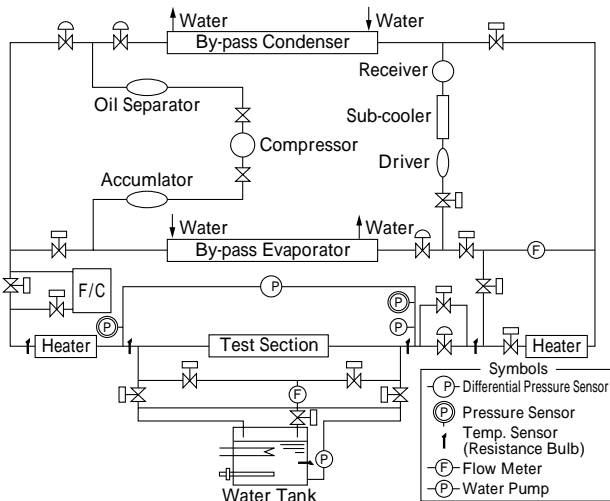 Water
Water
By-pass Condenser
Receiver
Oil Separator
Sub-cooler
Compressor
Driver
Accumlator
Water
Water
By-pass Evaporator
F
F/C
P
P
P
Heater
Test Section
Heater
F
P
Water Tank
Symbols
P Differential Pressure Sensor
P Pressure Sensor
Temp. Sensor
(Resistance Bulb)
F Flow Meter
P Water Pump